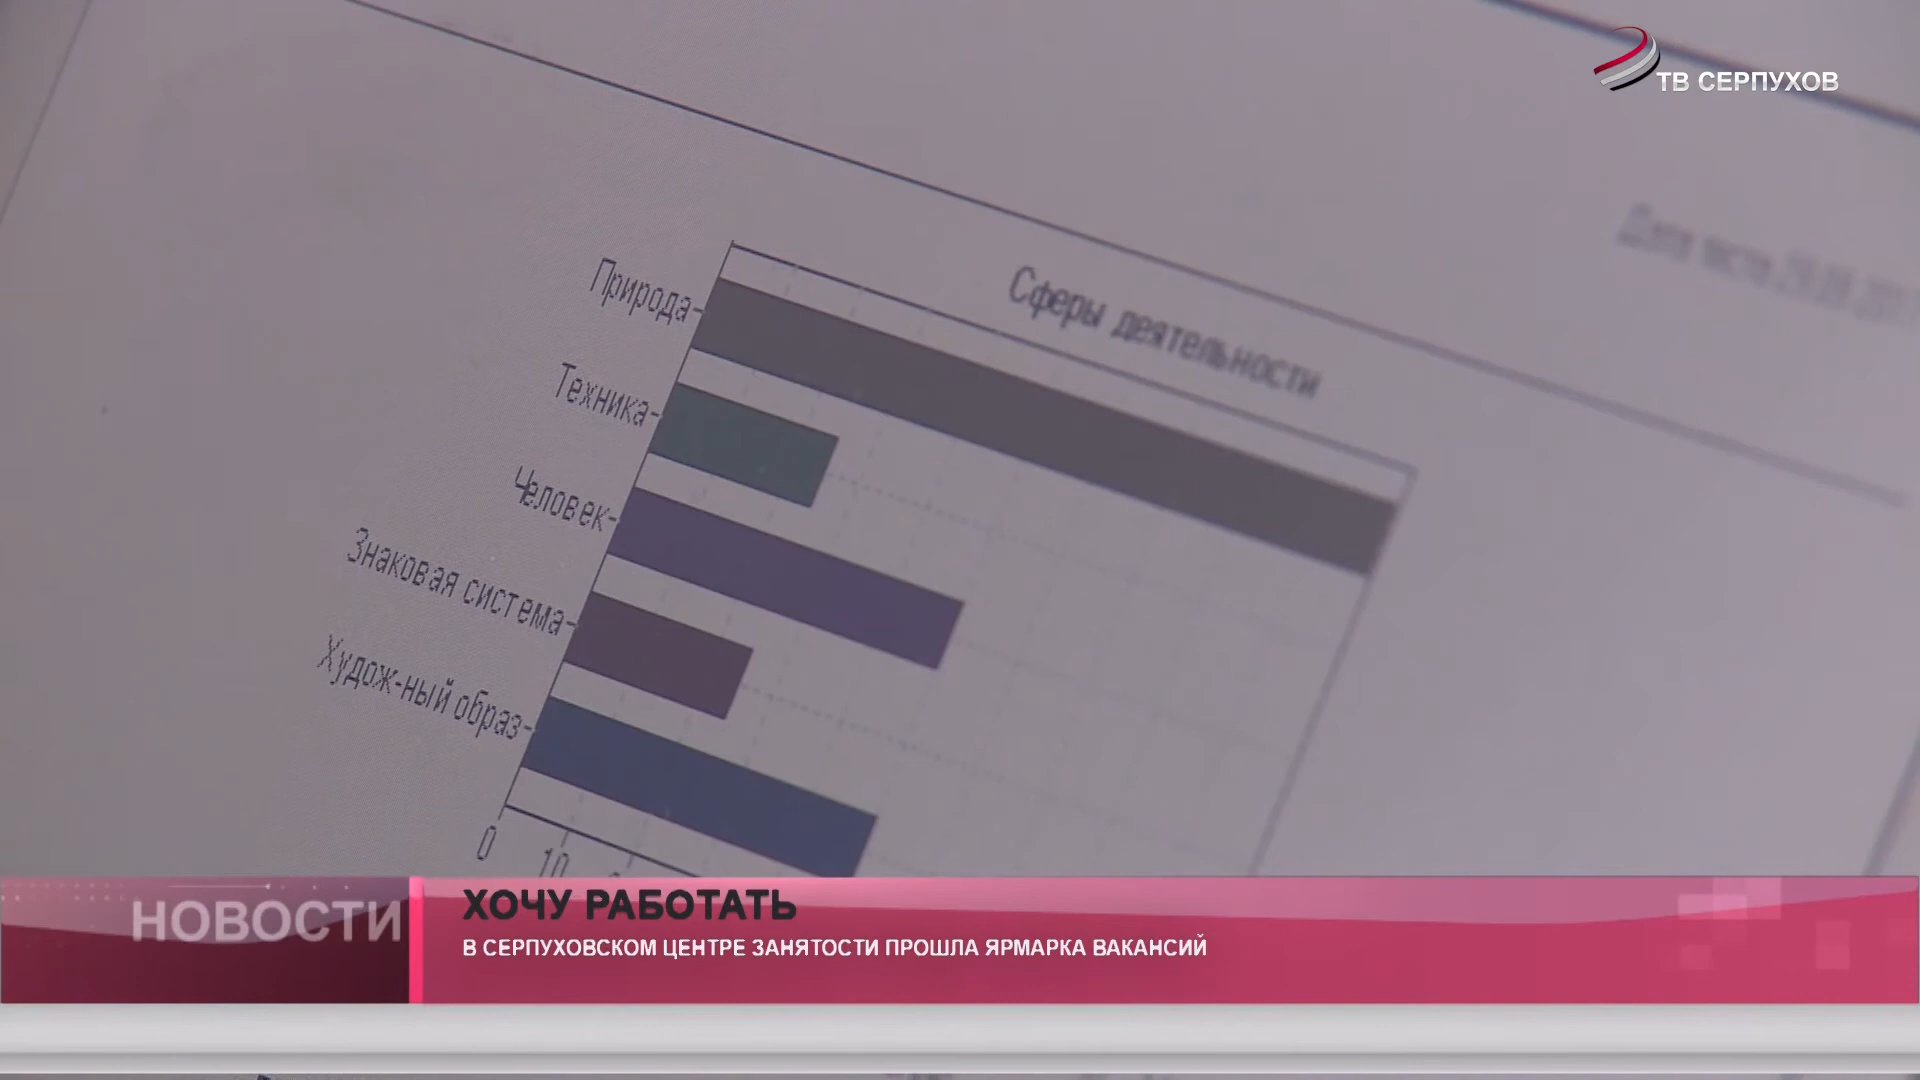 ТВ СЕРПУХОВ
Сферы деятельности
Природа
Техника
Человек
Знаковая система
Худож-ный образ
0
10
НОВОСТИ
ХОЧУ РАБОТАТЬ
В СЕРПУХОВСКОМ ЦЕНТРЕ ЗАНЯТОСТИ ПРОШЛА ЯРМАРКА ВАКАНСИЙ